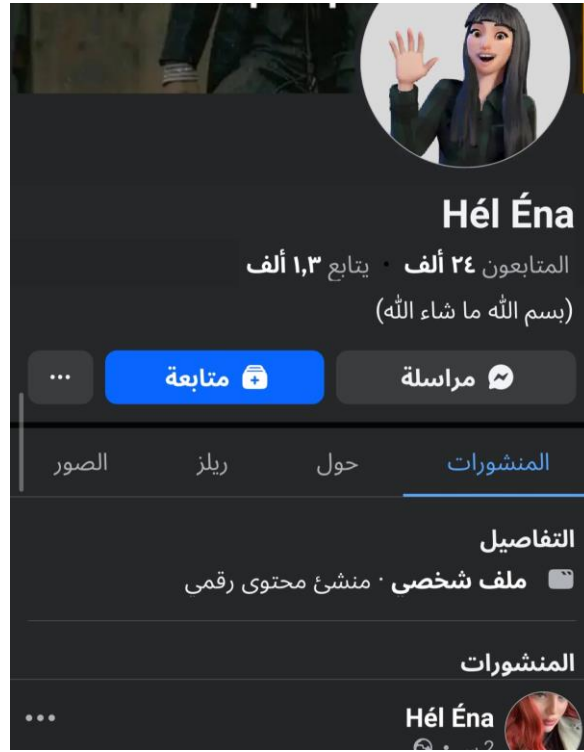 Hél Éna
المتابعون ٢٤ ألف · يتابع ١,٣ ألف
(بسم الله ما شاء الله)
مراسلة متابعة
المنشورات حول ريلز الصور
التفاصيل
ملف شخصي · منشئ محتوى رقمي
المنشورات
Hél Éna